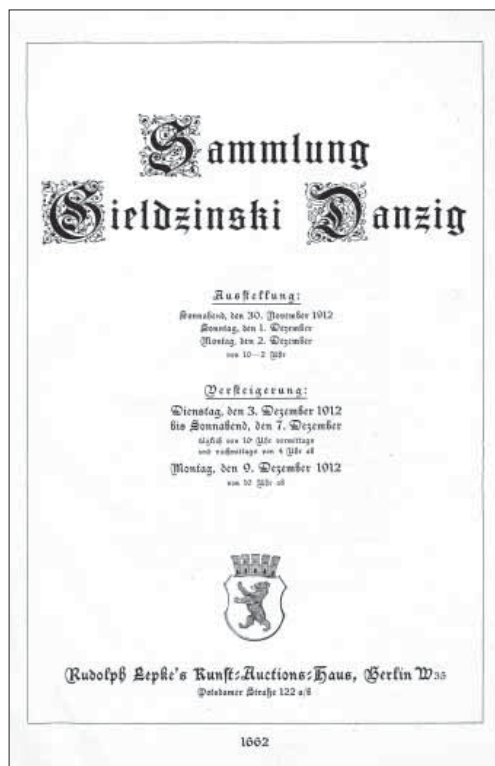 Sammlung
Gieldzinski Danzig
Ausstellung:
Sonnabend, den 30. November 1912
Sonntag, den 1. Dezember
Montag, den 2. Dezember
von 10—2 Uhr
Versteigerung:
Dienstag, den 3. Dezember 1912
bis Sonnabend, den 7. Dezember
täglich von 10 Uhr vormittags
und nachmittags von 4 Uhr ab
Montag, den 9. Dezember 1912
von 10 Uhr ab
Rudolph Lepke's Kunst-Auctions-Haus, Berlin W35
Potsdamer Straße 122 a/b
1662